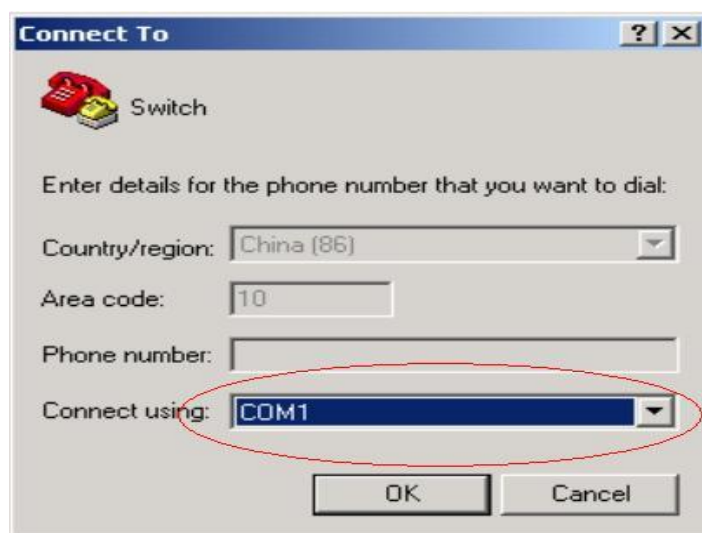 Connect To
Switch
Enter details for the phone number that you want to dial:
Country/region: China (86)
Area code: 10
Phone number:
Connect using: COM1
OK Cancel